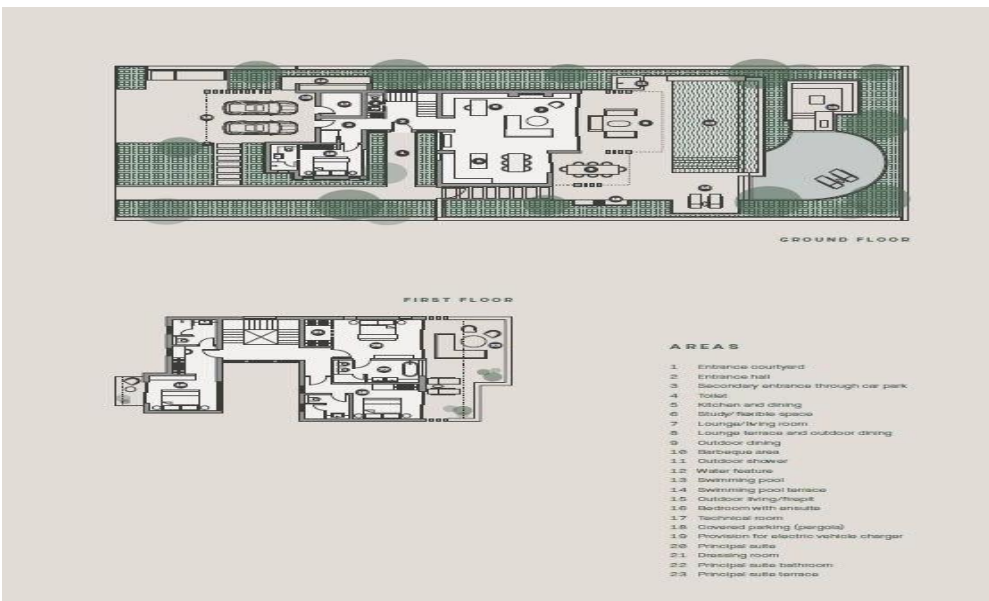 GROUND FLOOR
FIRST FLOOR
AREAS
1 Entrance courtyard
2 Entrance hall
3 Secondary entrance through car park
4 Toilet
5 Kitchen and dining
6 Study/flexible space
7 Lounge/living room
8 Lounge terrace and outdoor dining
9 Outdoor dining
10 Barbeque area
11 Outdoor shower
12 Water feature
13 Swimming pool
14 Swimming pool terrace
15 Outdoor living/firepit
16 Bedroom with ensuite
17 Technical room
18 Covered parking (pergola)
19 Provision for electric vehicle charger
20 Principal suite
21 Dressing room
22 Principal suite bathroom
23 Principal suite terrace